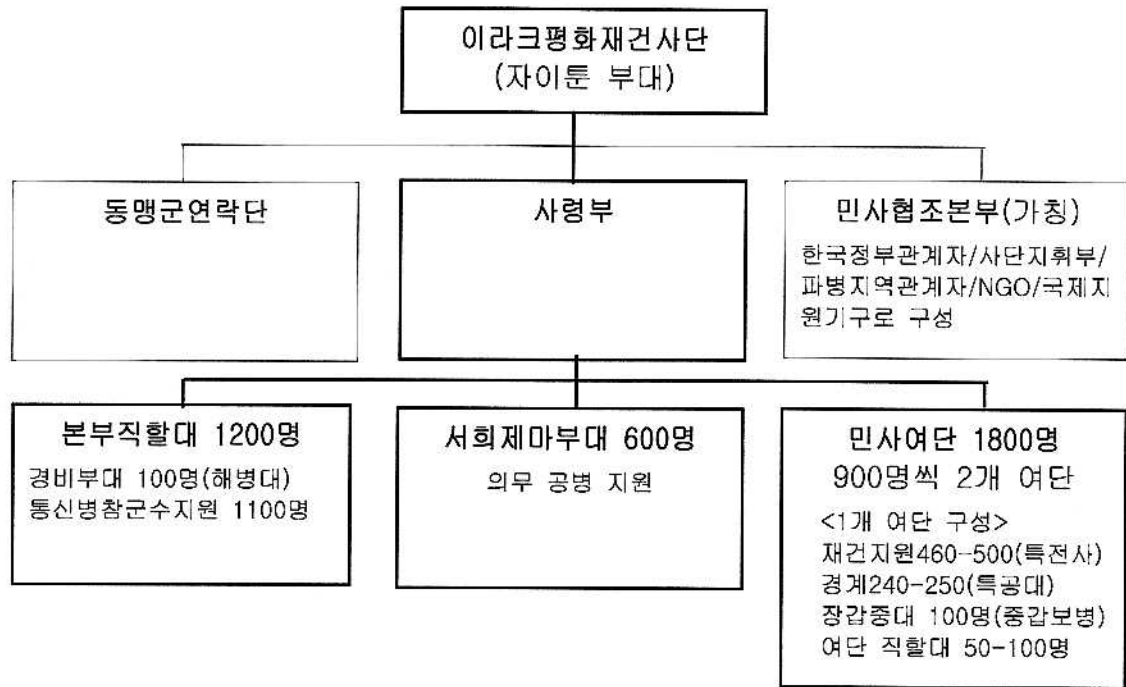 이라크평화재건사단
(자이툰 부대)
동맹군연락단
사령부
민사협조본부(가칭)
한국정부관계자/사단지휘부/
파병지역관계자/NGO/국제지
원기구로 구성
본부직할대 1200명
경비부대 100명(해병대)
통신병참군수지원 1100명
서희제마부대 600명
의무 공병 지원
민사여단 1800명
900명씩 2개 여단
<1개 여단 구성>
재건지원460-500(특전사)
경계240-250(특공대)
장갑중대 100명(중갑보병)
여단 직할대 50-100명